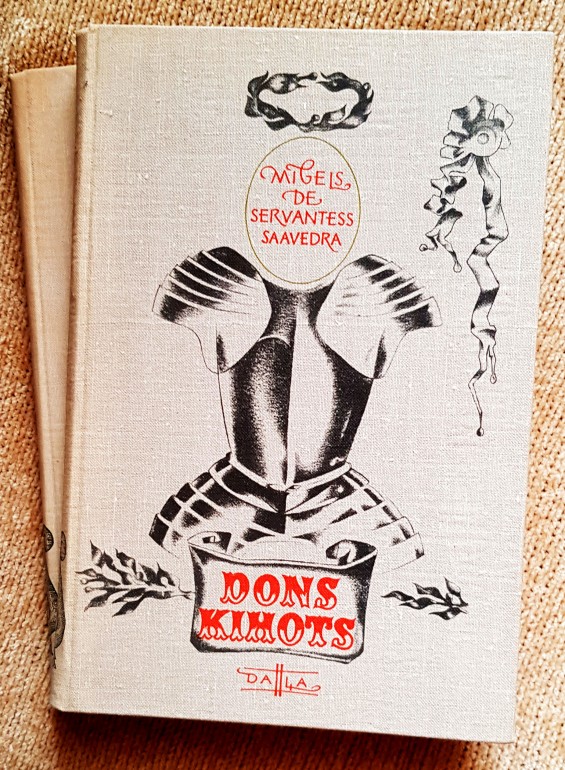 MIGELS
DE
SERVANTESS
SAAVEDRA
DONS
KIHOTS